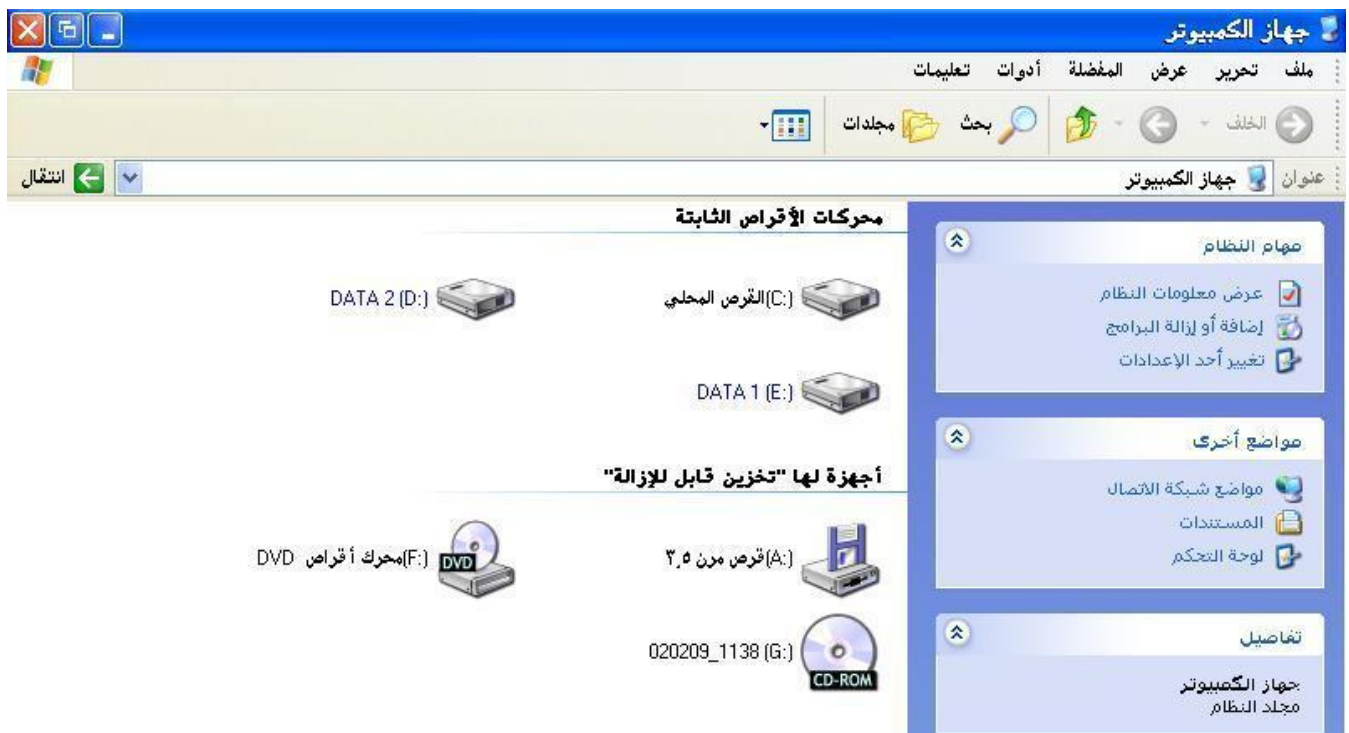 جهاز الكمبيوتر
ملف تحرير عرض المفضلة أدوات تعليمات
الخلف بحث مجلدات
عنوان جهاز الكمبيوتر انتقال
مهام النظام
عرض معلومات النظام
إضافة أو إزالة البرامج
تغيير أحد الإعدادات
مواضع أخرى
مواضع شبكة الاتصال
المستندات
لوحة التحكم
تفاصيل
جهاز الكمبيوتر
مجلد النظام
محركات الأقراص الثابتة
القرص المحلي(C:)
DATA 2 (D:)
DATA 1 (E:)
أجهزة لها "تخزين قابل للإزالة"
قرص مرن ٣,٥(A:)
محرك أقراص DVD(F:)
DVD
020209_1138 (G:)
CD-ROM